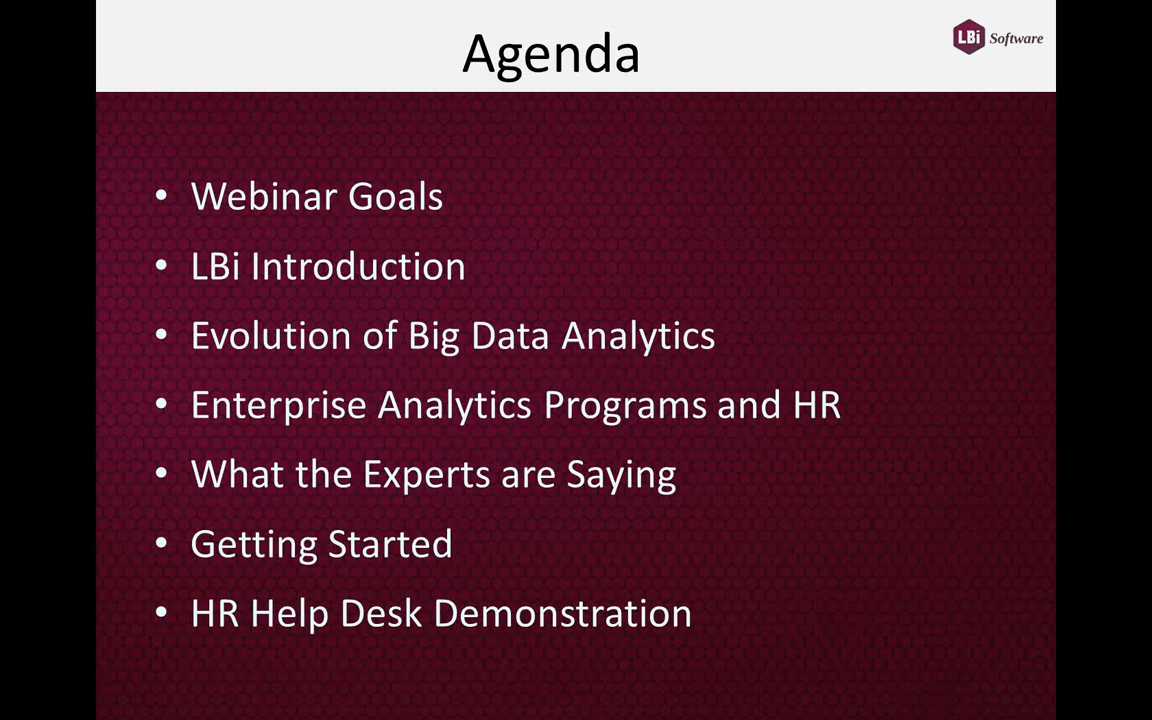 Agenda
LBi Software
• Webinar Goals
• LBi Introduction
• Evolution of Big Data Analytics
• Enterprise Analytics Programs and HR
• What the Experts are Saying
• Getting Started
• HR Help Desk Demonstration